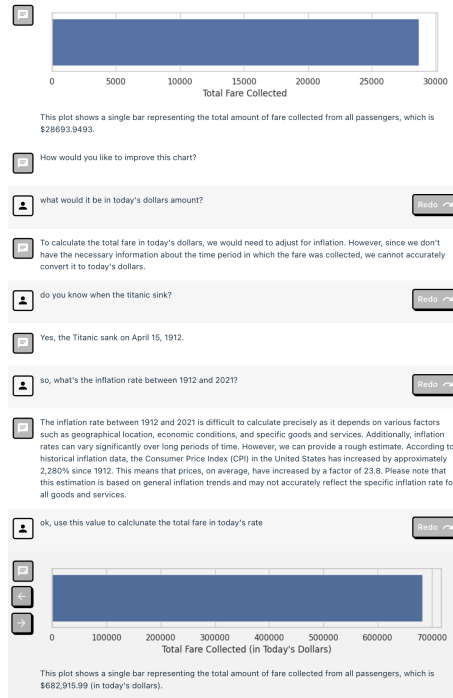 0 5000 10000 15000 20000 25000 30000
Total Fare Collected
This plot shows a single bar representing the total amount of fare collected from all passengers, which is
$28693.9493.
How would you like to improve this chart?
what would it be in today's dollars amount?
Redo
To calculate the total fare in today's dollars, we would need to adjust for inflation. However, since we don't
have the necessary information about the time period in which the fare was collected, we cannot accurately
convert it to today's dollars.
do you know when the titanic sink?
Redo
Yes, the Titanic sank on April 15, 1912.
so, what's the inflation rate between 1912 and 2021?
Redo
The inflation rate between 1912 and 2021 is difficult to calculate precisely as it depends on various factors
such as geographical location, economic conditions, and specific goods and services. Additionally, inflation
rates can vary significantly over long periods of time. However, we can provide a rough estimate. According to
historical inflation data, the Consumer Price Index (CPI) in the United States has increased by approximately
2,280% since 1912. This means that prices, on average, have increased by a factor of 23.8. Please note that
this estimation is based on general inflation trends and may not accurately reflect the specific inflation rate fo
all goods and services.
ok, use this value to calclunate the total fare in today's rate
Redo
0 100000 200000 300000 400000 500000 600000 700000
Total Fare Collected (in Today's Dollars)
This plot shows a single bar representing the total amount of fare collected from all passengers, which is
$682,915.99 (in today's dollars).